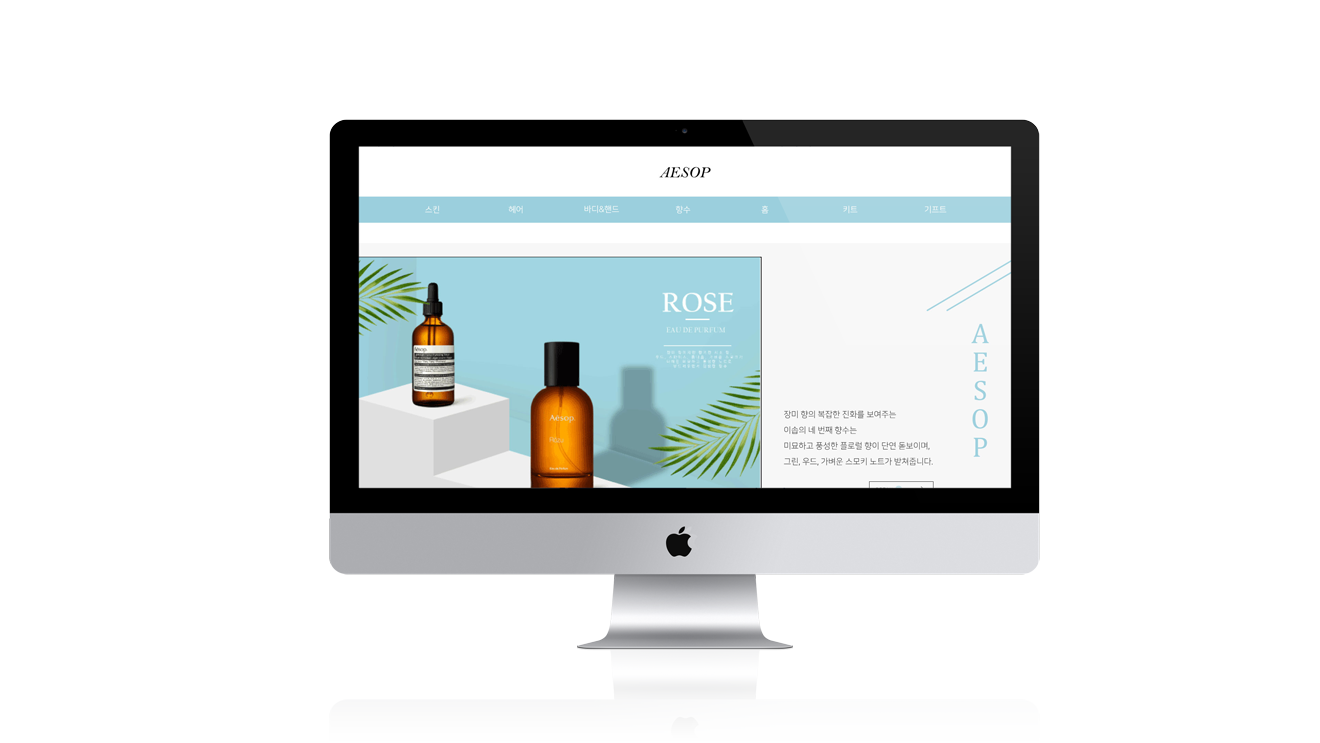 AESOP
스킨 헤어 바디&핸드 향수 홈 키트 기프트
ROSE
EAU DE PURFUM
Aēsop.
Aēsop.
장미 향의 복잡한 진화를 보여주는
이솝의 네 번째 향수는
미묘하고 풍성한 플로럴 향이 단연 돋보이며,
그린, 우드, 가벼운 스모키 노트가 받쳐줍니다.
A
E
S
O
P